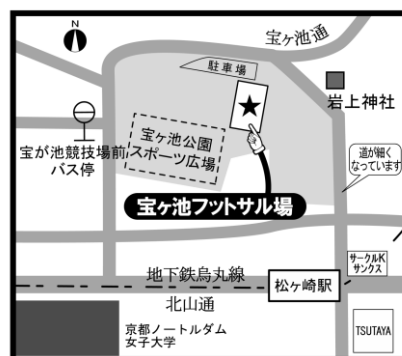 N
宝ヶ池通
駐車場
岩上神社
宝ヶ池公園
スポーツ広場
宝が池競技場前
バス停
道が細く
なっています
宝ヶ池フットサル場
サークルK
サンクス
地下鉄烏丸線
松ヶ崎駅
北山通
京都ノートルダム
女子大学
TSUTAYA